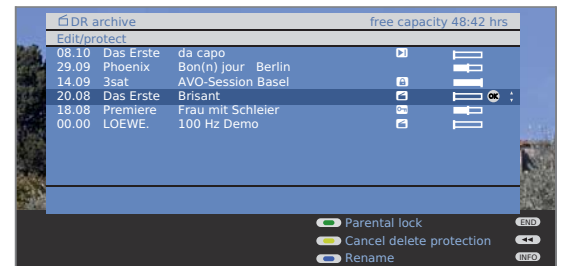 DR archive free capacity 48:42 hrs
Edit/protect
08.10 Das Erste da capo
29.09 Phoenix Bon(n) jour Berlin
14.09 3sat AVO-Session Basel
20.08 Das Erste Brisant OK
18.08 Premiere Frau mit Schleier
00.00 LOEWE. 100 Hz Demo
Parental lock END
Cancel delete protection
Rename INFO